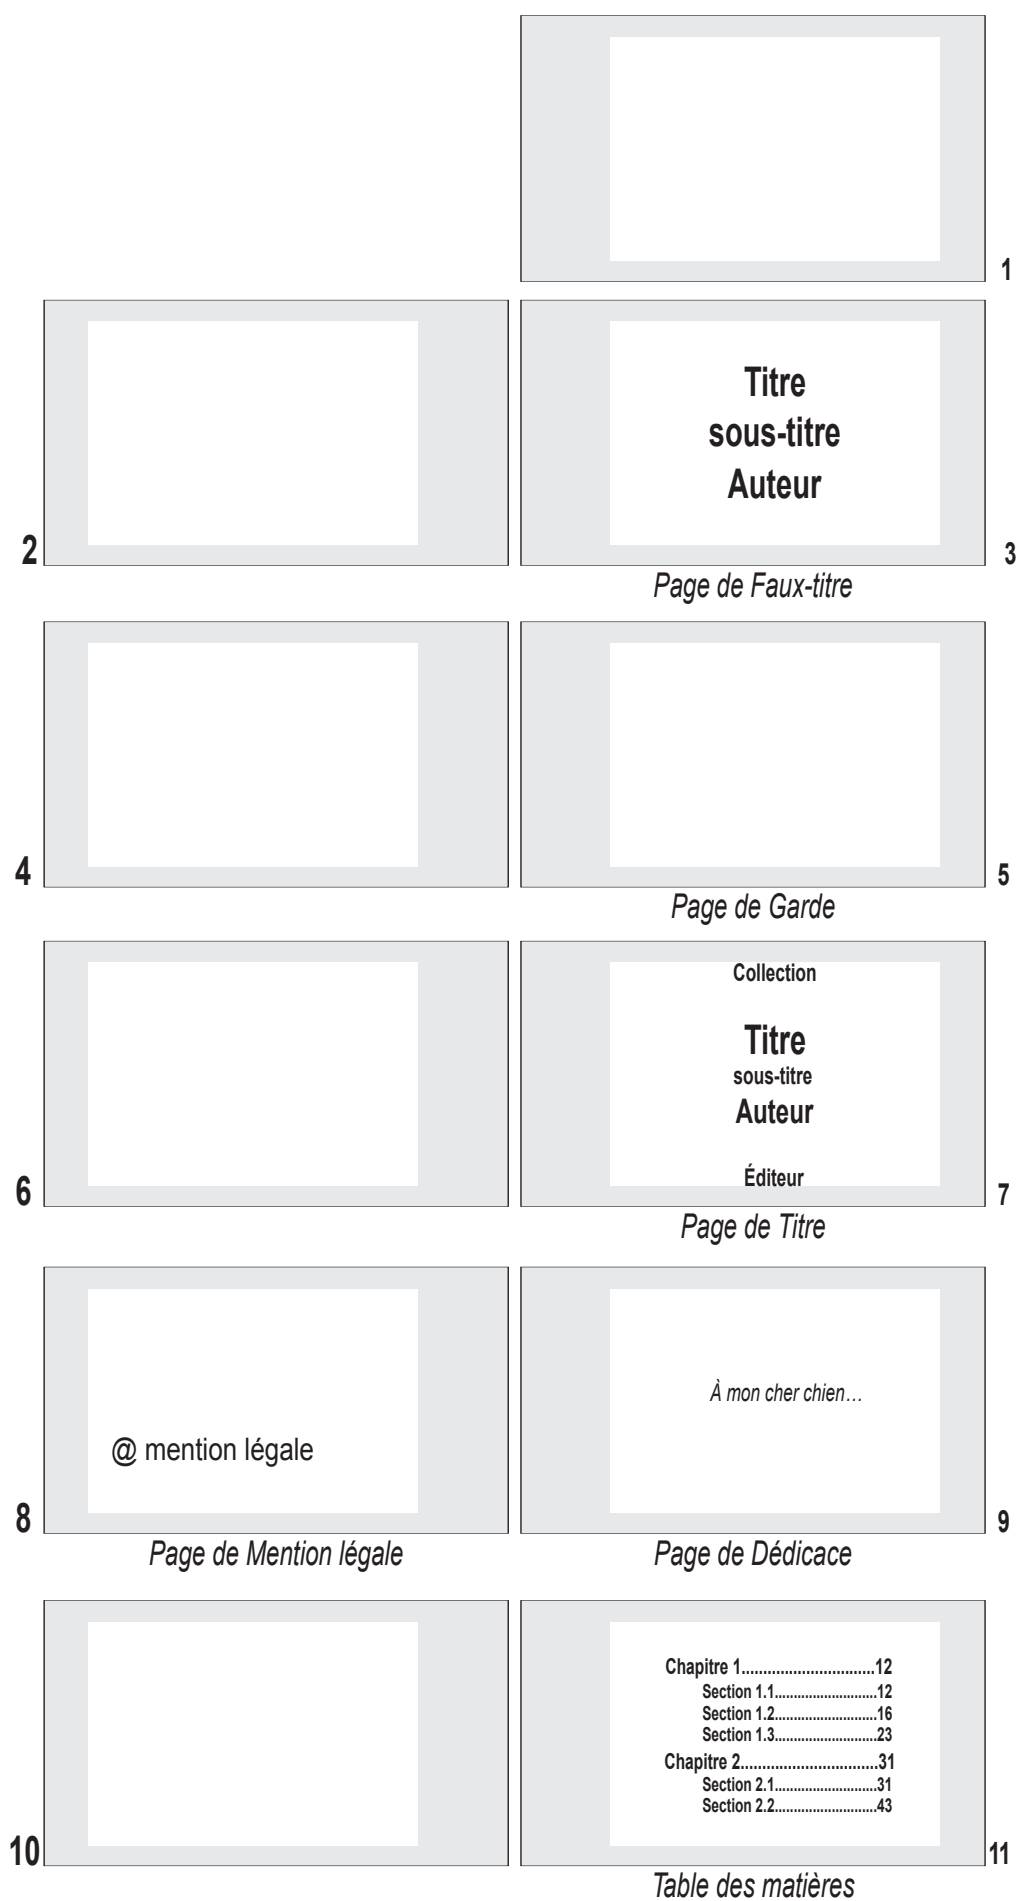 1
Titre
sous-titre
Auteur
2
3
Page de Faux-titre
4
5
Page de Garde
Collection
Titre
sous-titre
Auteur
Éditeur
6
7
Page de Titre
@ mention légale
8
À mon cher chien…
9
Page de Mention légale
Page de Dédicace
Chapitre 1...............................12
Section 1.1...........................12
Section 1.2...........................16
Section 1.3...........................23
Chapitre 2................................31
Section 2.1...........................31
Section 2.2...........................43
10
11
Table des matières